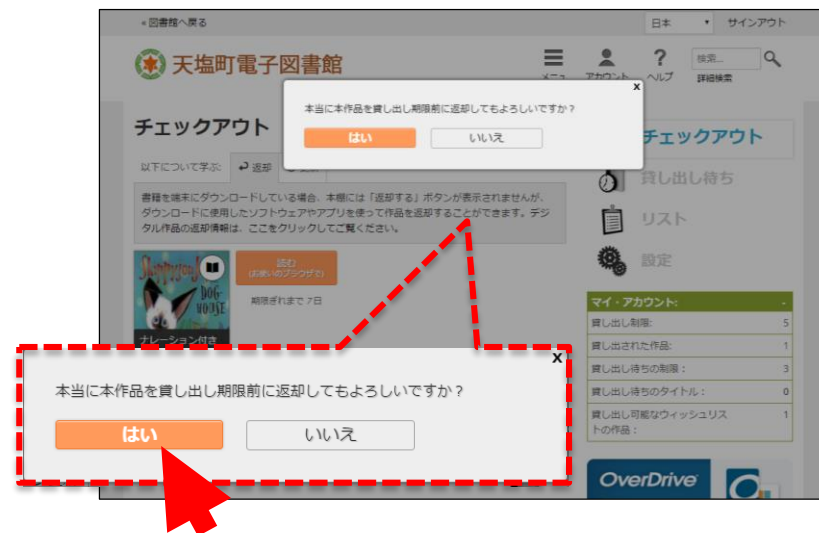 «図書館へ戻る
日本
サインアウト
天塩町電子図書館
メニュー
アカウント
ヘルプ
検索...
詳細検索
x
本当に本作品を貸し出し期限前に返却してもよろしいですか？
はい
いいえ
チェックアウト
以下について学ぶ:
返却
書籍を端末にダウンロードしている場合、本棚には「返却する」ボタンが表示されませんが、
ダウンロードに使用したソフトウェアやアプリを使って作品を返却することができます。デジ
タル作品の返却情報は、ここをクリックしてご覧ください。
Skippyjon
DOG-
HOUSE
ナレーション付き
読む
(お使いのブラウザで)
期限ぎれまで 7日
チェックアウト
貸し出し待ち
リスト
設定
マイ・アカウント:
-
貸し出し制限:
5
貸し出された作品:
1
貸し出し待ちの制限：
3
貸し出し待ちのタイトル：
0
貸し出し可能なウィッシュリス
トの作品：
1
OverDrive
x
本当に本作品を貸し出し期限前に返却してもよろしいですか？
はい
いいえ